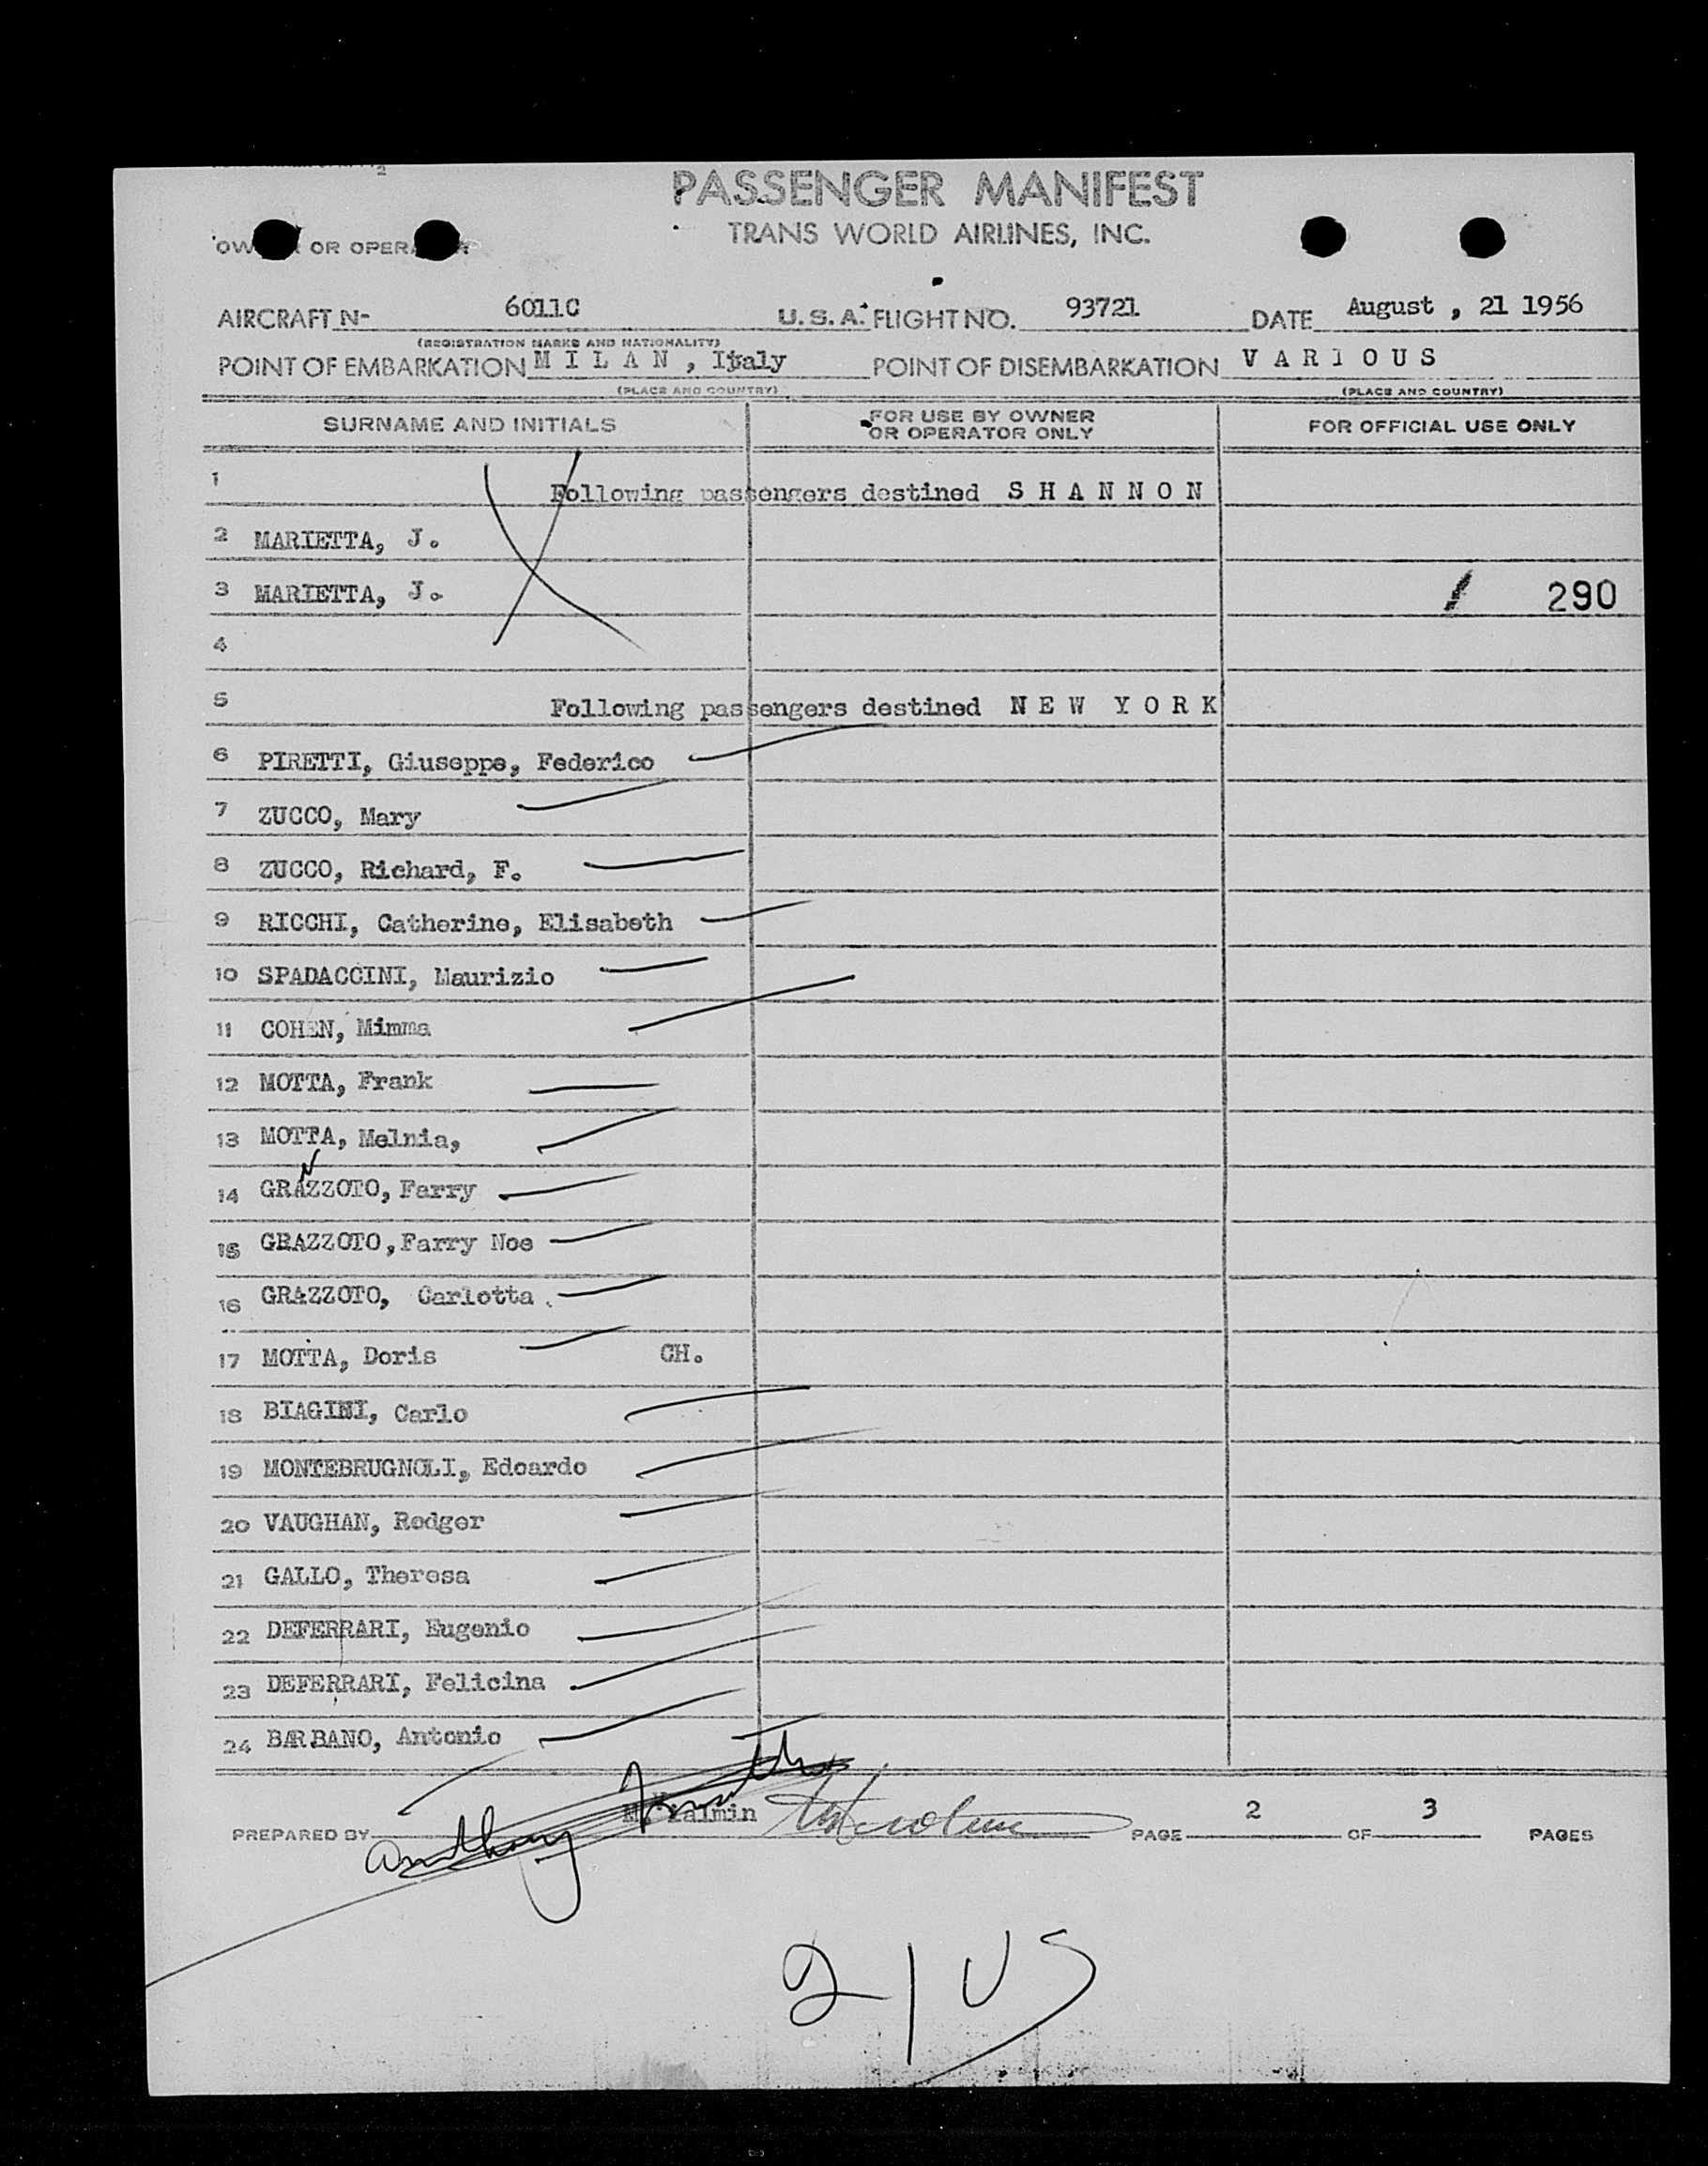 PASSENGER MANIFEST
TRANS WORLD AIRLINES, INC.
OWNER OR OPERATOR
AIRCRAFT N- 6011C U.S.A. FLIGHT NO. 93721 DATE August , 21 1956
(REGISTRATION MARKS AND NATIONALITY)
POINT OF EMBARKATION M I L A N , Italy POINT OF DISEMBARKATION V A R I O U S
(PLACE AND COUNTRY) (PLACE AND COUNTRY)
SURNAME AND INITIALS FOR USE BY OWNER OR OPERATOR ONLY FOR OFFICIAL USE ONLY
1 Following passengers destined S H A N N O N
2 MARIETTA, J.
3 MARIETTA, J. 290
4
5 Following passengers destined N E W Y O R K
6 PIRETTI, Giuseppe, Federico
7 ZUCCO, Mary
8 ZUCCO, Richard, F.
9 RICCHI, Catherine, Elisabeth
10 SPADACCINI, Maurizio
11 COHEN, Mimma
12 MOTTA, Frank
13 MOTTA, Melnia,
14 GRAZZOTO, Farry
15 GRAZZOTO, Farry Noe
16 GRAZZOTO, Carlotta
17 MOTTA, Doris CH.
18 BIAGINI, Carlo
19 MONTEBRUGNOLI, Edoardo
20 VAUGHAN, Rodger
21 GALLO, Theresa
22 DEFERRARI, Eugenio
23 DEFERRARI, Felicina
24 BARBANO, Antonio
PREPARED BY Anthony PAGE 2 OF 3 PAGES
21 US